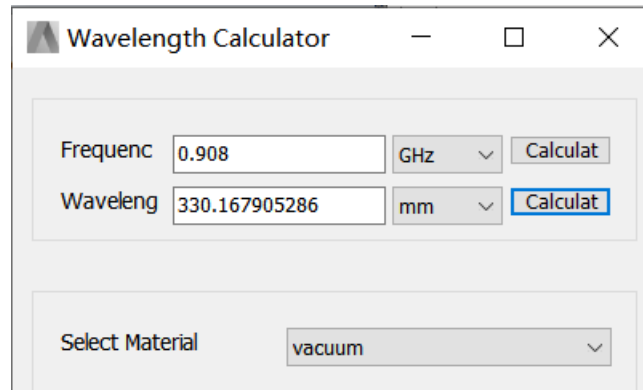 Wavelength Calculator
Frequenc 0.908 GHz Calculat
Waveleng 330.167905286 mm Calculat
Select Material vacuum